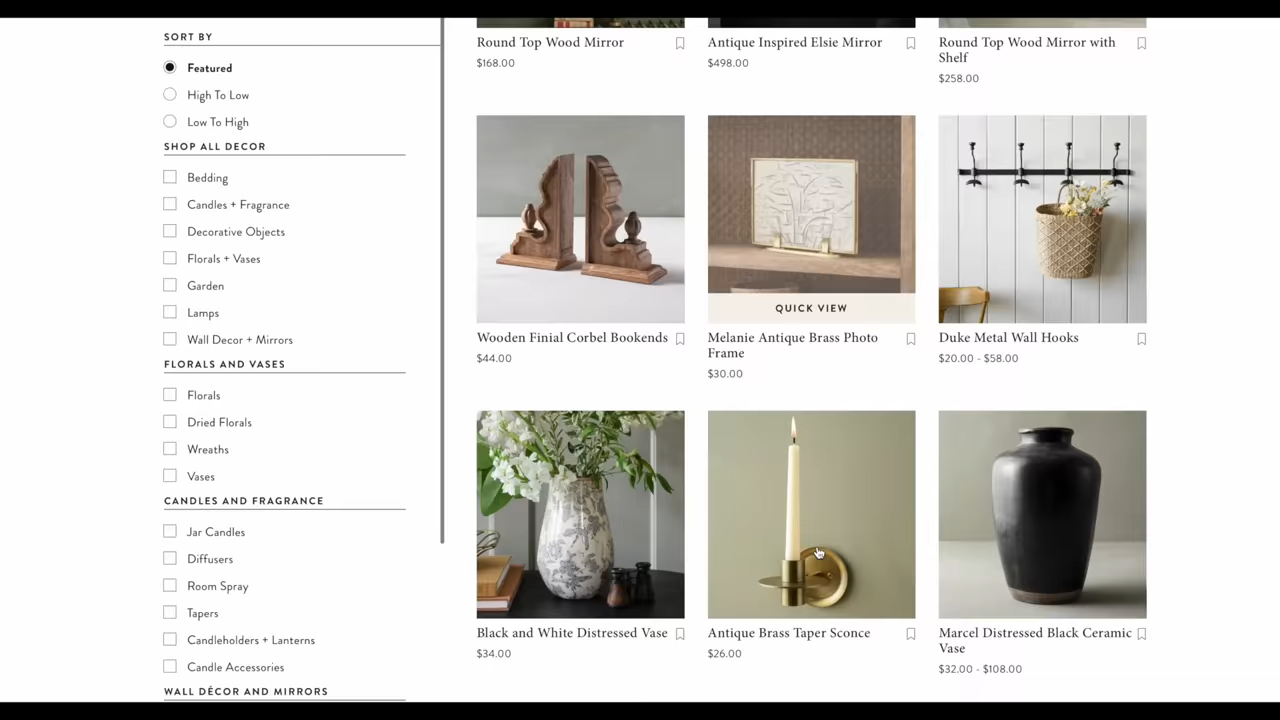 SORT BY
Featured
High To Low
Low To High
SHOP ALL DECOR
Bedding
Candles + Fragrance
Decorative Objects
Florals + Vases
Garden
Lamps
Wall Decor + Mirrors
FLORALS AND VASES
Florals
Dried Florals
Wreaths
Vases
CANDLES AND FRAGRANCE
Jar Candles
Diffusers
Room Spray
Tapers
Candleholders + Lanterns
Candle Accessories
WALL DÉCOR AND MIRRORS
Round Top Wood Mirror
$168.00
Antique Inspired Elsie Mirror
$498.00
Round Top Wood Mirror with
Shelf
$258.00
Wooden Finial Corbel Bookends
$44.00
QUICK VIEW
Melanie Antique Brass Photo
Frame
$30.00
Duke Metal Wall Hooks
$20.00 - $58.00
Black and White Distressed Vase
$34.00
Antique Brass Taper Sconce
$26.00
Marcel Distressed Black Ceramic
Vase
$32.00 - $108.00